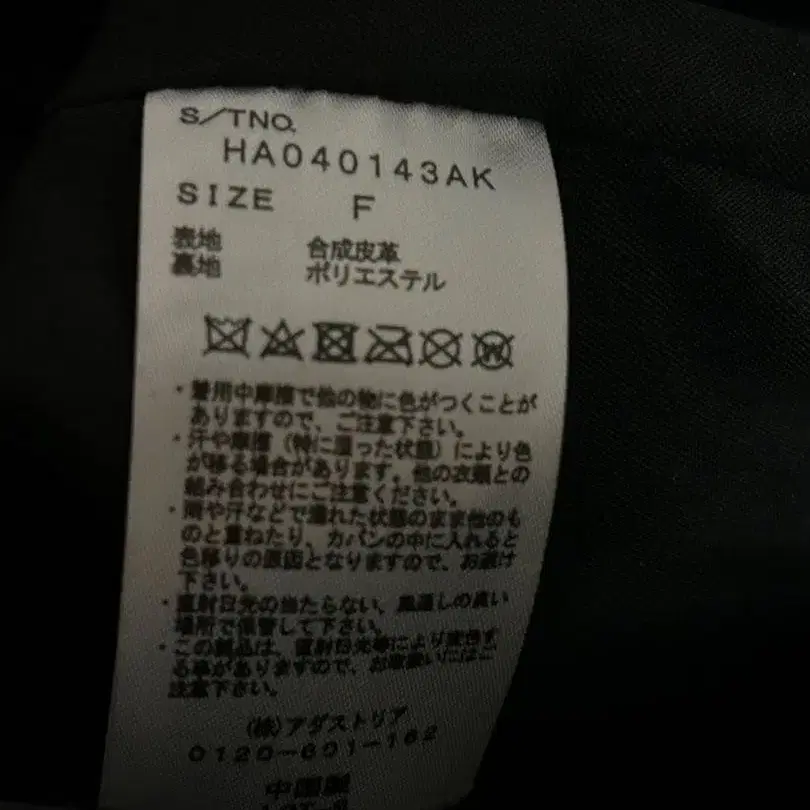 S/TNO.
HA040143AK
SIZE F
表地 合成皮革
裏地 ポリエステル
W
・着用中摩擦で他の物に色がつくことが
ありますので、ご注意下さい。
・汗や摩擦(特に湿った状態)により色
が移る場合があります。他の衣類との
組み合わせにご注意ください。
・雨や汗などで濡れた状態のまま他のも
のと重ねたり、カバンの中に入れると
色移りの原因となりますので、お避け
下さい。
・直射日光の当たらない、風通しの良い
場所で保管して下さい。
・この製品は、直射日光等により変色す
る事がありますので、お取扱いにはご
注意下さい。
(株)アダストリア
0120-601-162
中国製